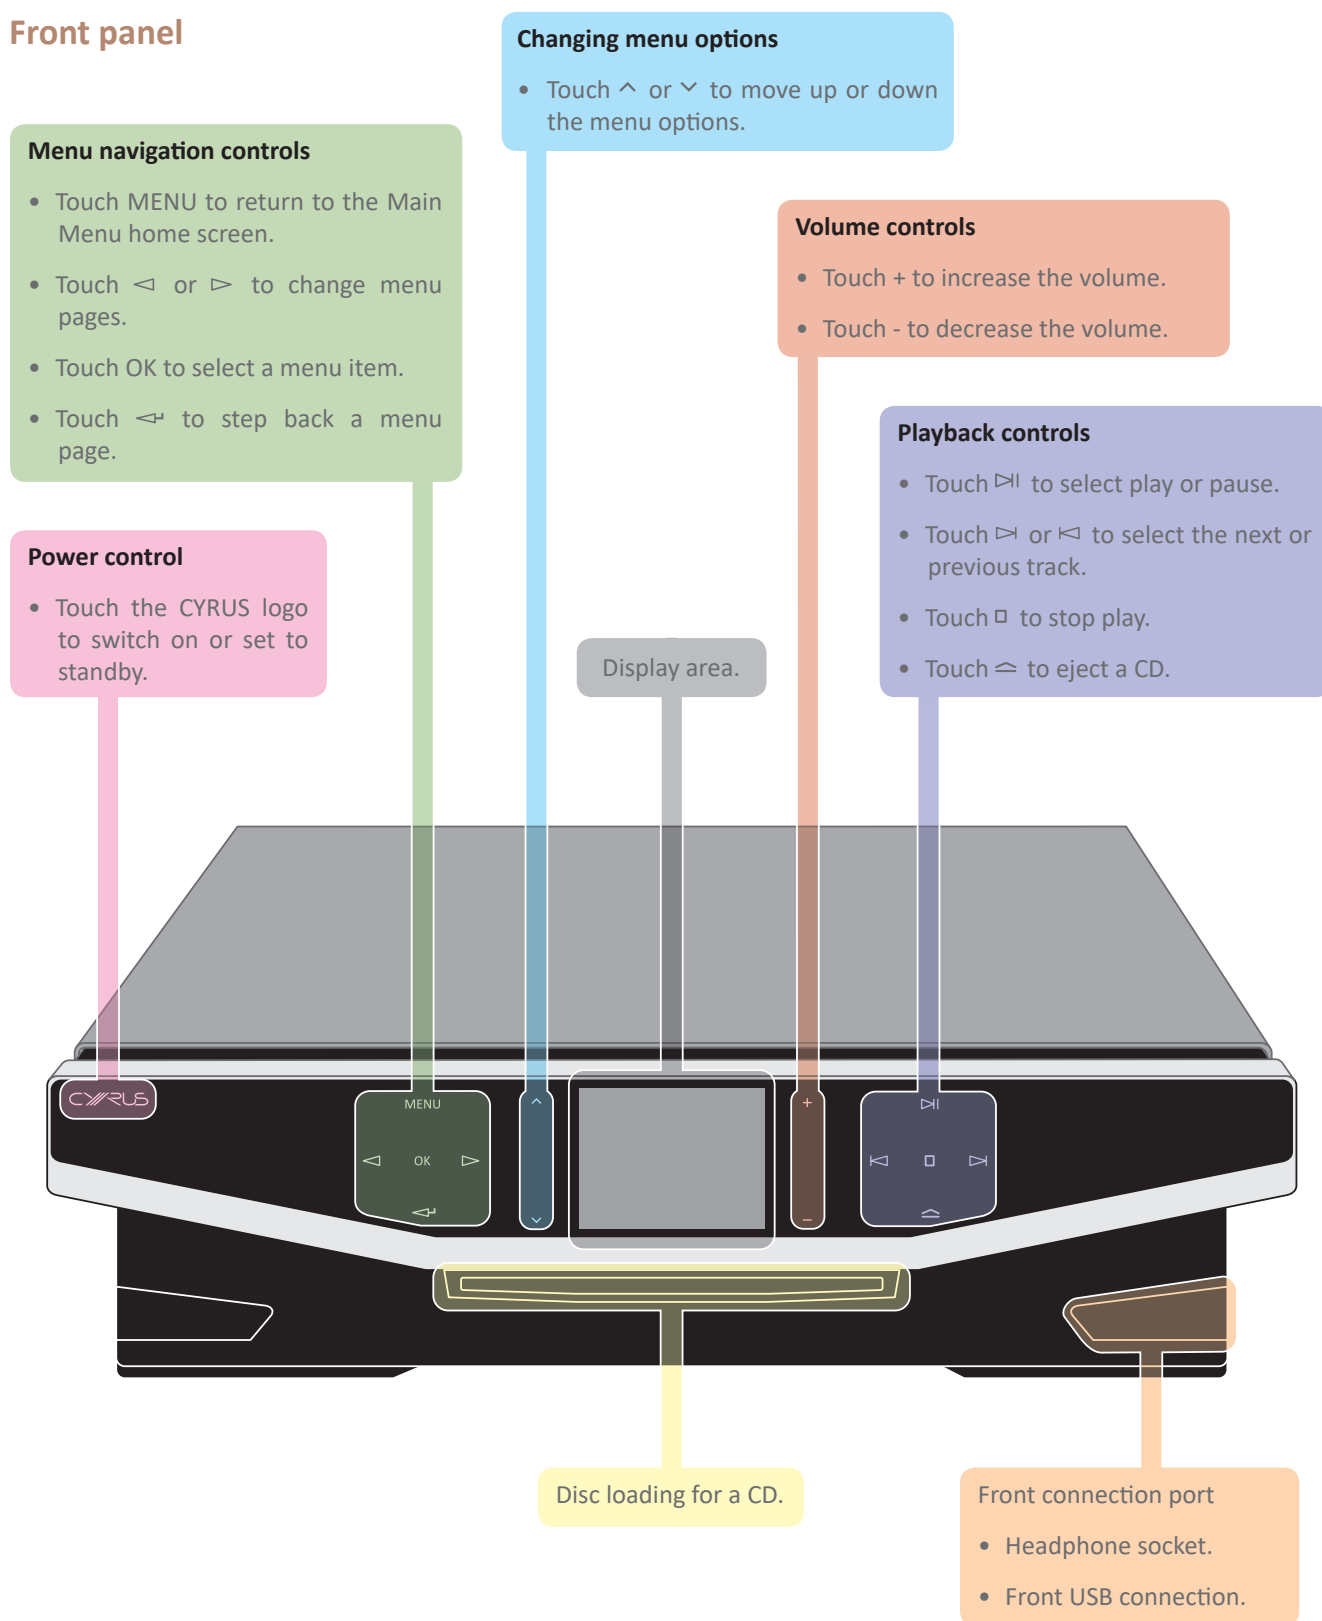 Front panel
Changing menu options
• Touch ^ or ˅ to move up or down
the menu options.
Menu navigation controls
• Touch MENU to return to the Main
Menu home screen.
• Touch ◅ or ▻ to change menu
pages.
• Touch OK to select a menu item.
• Touch ⏎ to step back a menu
page.
Volume controls
• Touch + to increase the volume.
• Touch - to decrease the volume.
Playback controls
• Touch ▷II to select play or pause.
• Touch ▷I or I◁ to select the next or
previous track.
• Touch □ to stop play.
• Touch ⏏ to eject a CD.
Power control
• Touch the CYRUS logo
to switch on or set to
standby.
Display area.
CYRUS
MENU
OK
+
−
Disc loading for a CD.
Front connection port
• Headphone socket.
• Front USB connection.